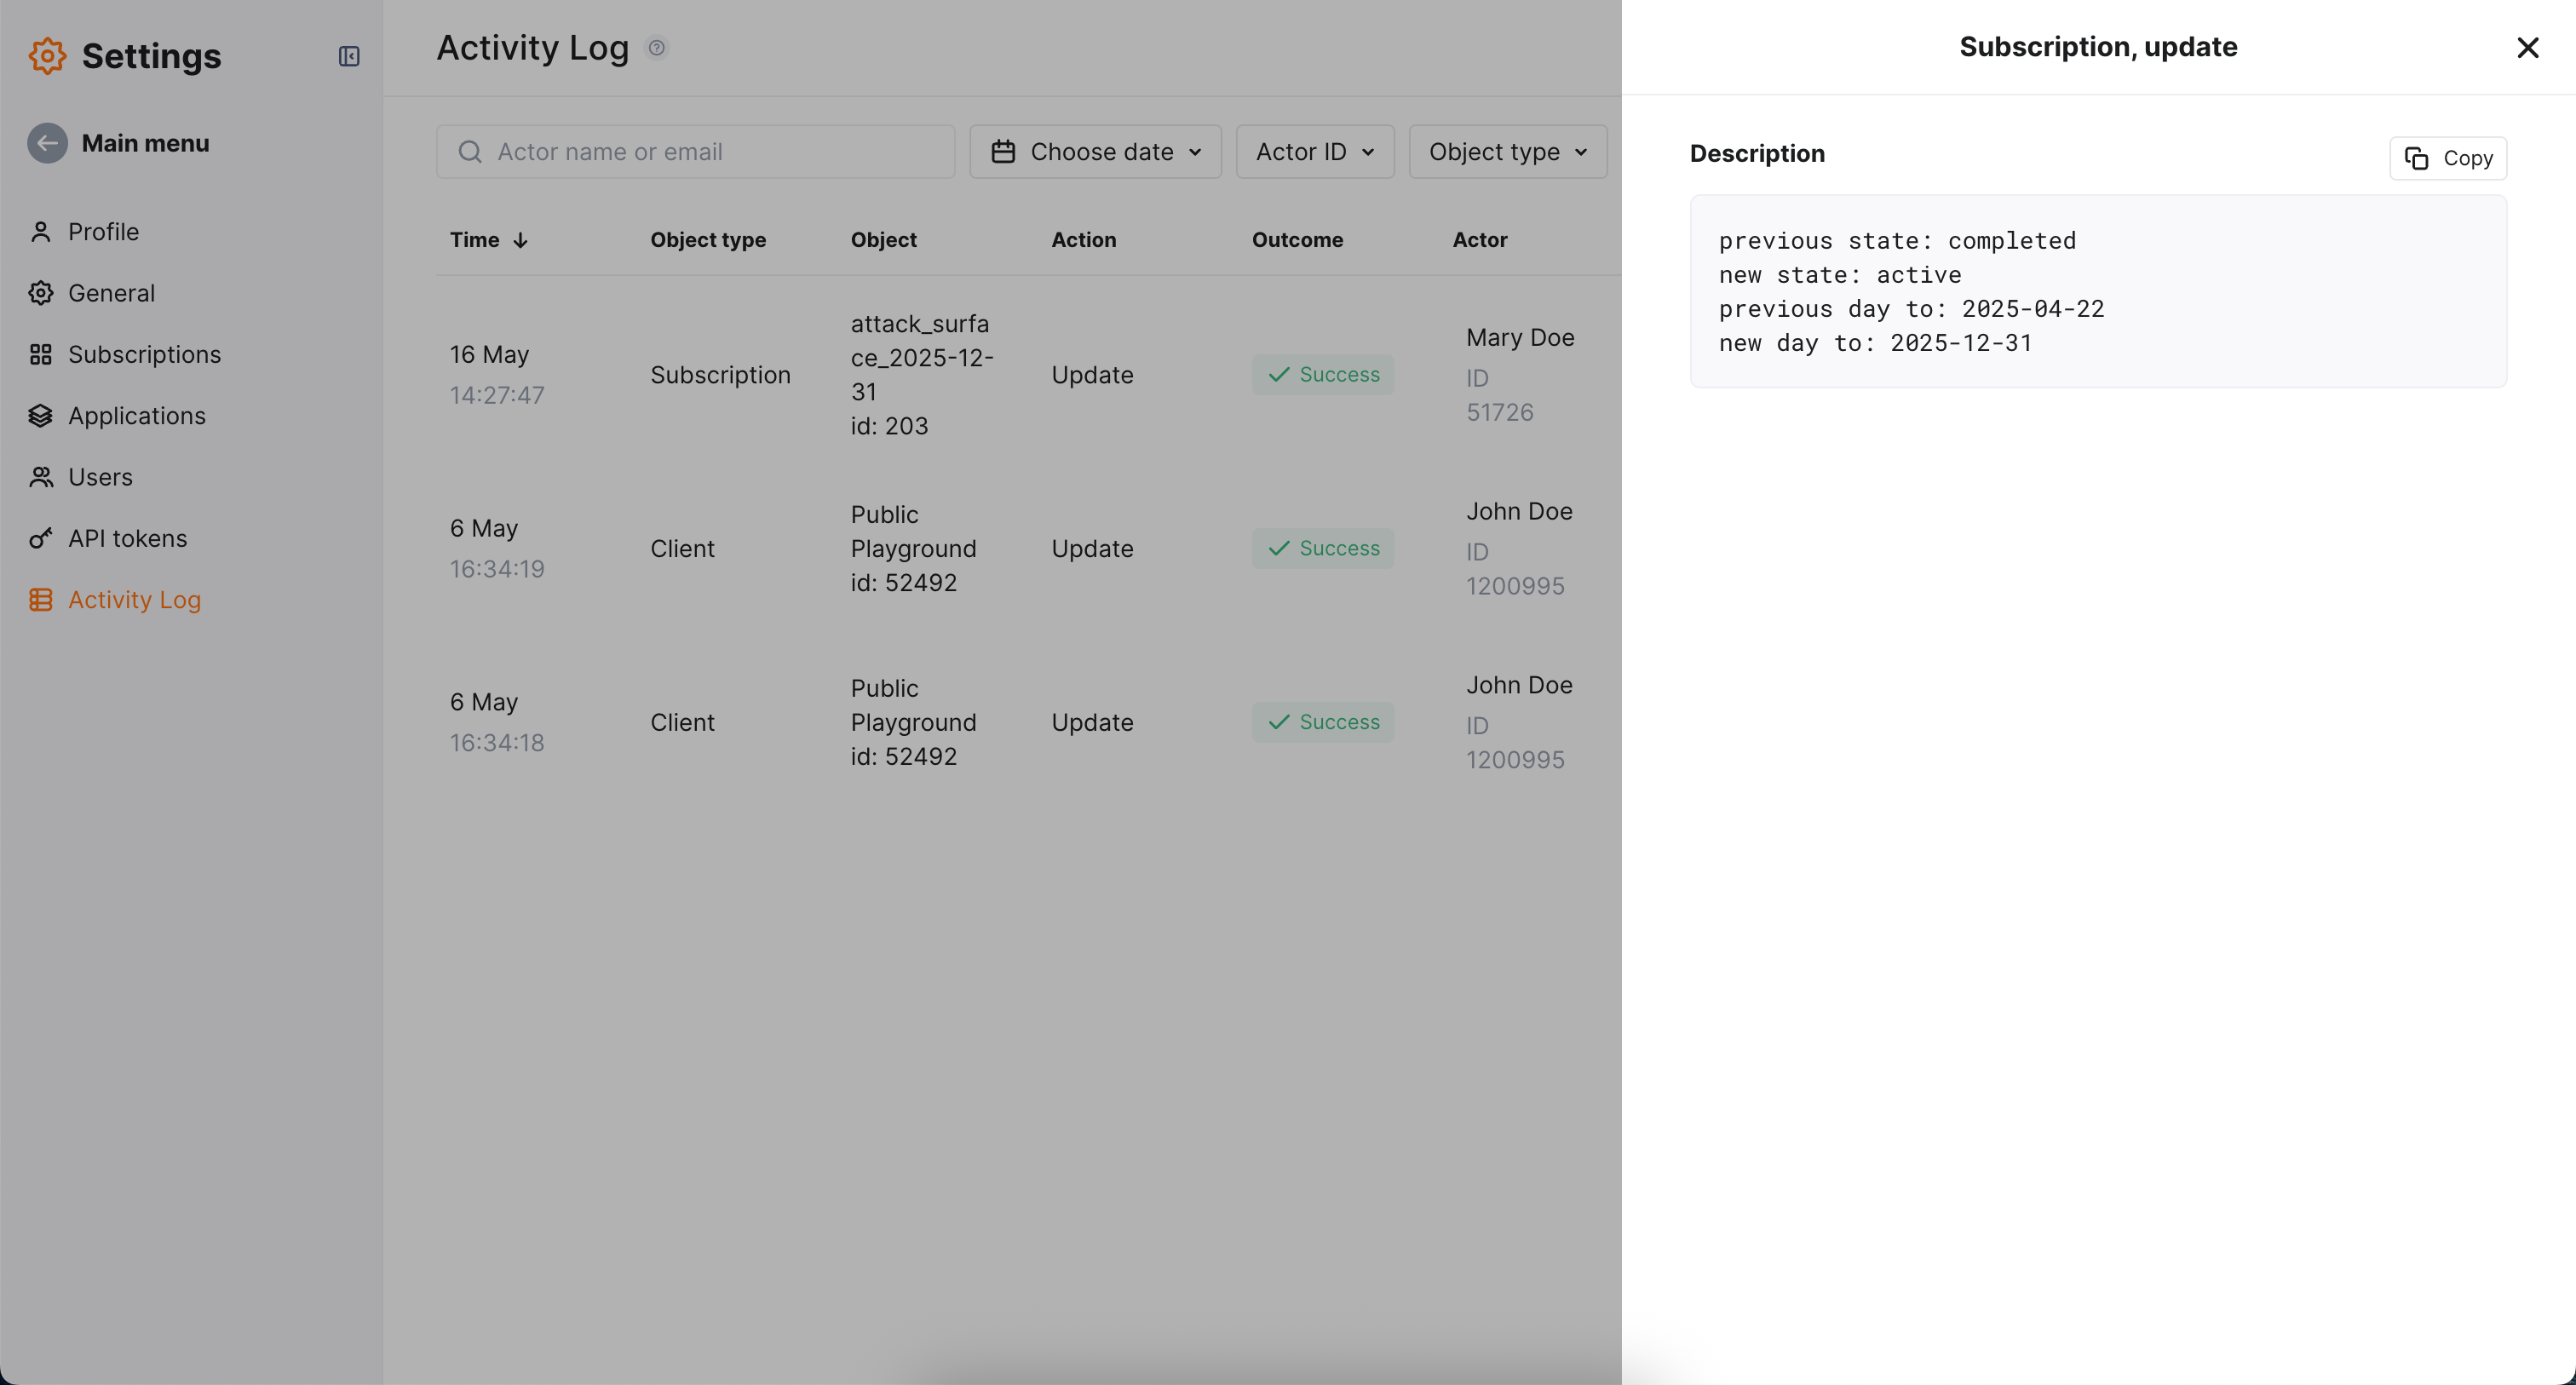 Settings
Main menu
Profile
General
Subscriptions
Applications
Users
API tokens
Activity Log
Activity Log
Actor name or email
Choose date
Actor ID
Object type
Time
Object type
Object
Action
Outcome
Actor
16 May
14:27:47
Subscription
attack_surfa
ce_2025-12-
31
id: 203
Update
Success
Mary Doe
ID
51726
6 May
16:34:19
Client
Public
Playground
id: 52492
Update
Success
John Doe
ID
1200995
6 May
16:34:18
Client
Public
Playground
id: 52492
Update
Success
John Doe
ID
1200995
Subscription, update
Description
Copy
previous state: completed
new state: active
previous day to: 2025-04-22
new day to: 2025-12-31